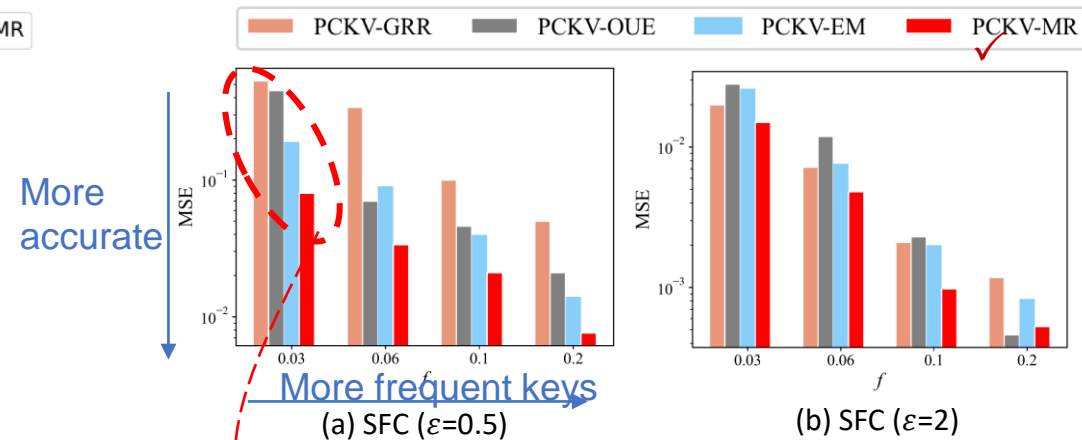 MR
PCKV-GRR PCKV-OUE PCKV-EM PCKV-MR
More
accurate
MSE
10⁻¹
10⁻²
0.03 0.06 0.1 0.2
f
More frequent keys
(a) SFC (ε=0.5)
MSE
10⁻²
10⁻³
0.03 0.06 0.1 0.2
f
(b) SFC (ε=2)